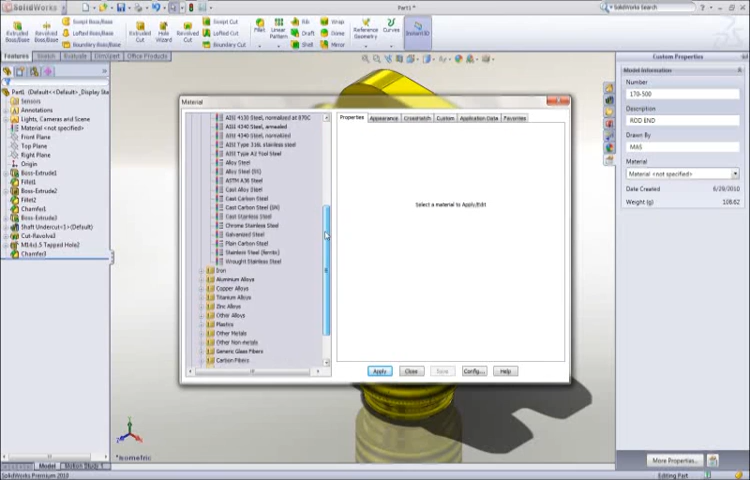 SolidWorks
Part1 *
SolidWorks Search
Extruded Boss/Base
Revolved Boss/Base
Swept Boss/Base
Lofted Boss/Base
Boundary Boss/Base
Extruded Cut
Hole Wizard
Revolved Cut
Swept Cut
Lofted Cut
Boundary Cut
Fillet
Linear Pattern
Rib
Draft
Shell
Wrap
Dome
Mirror
Reference Geometry
Curves
Instant3D
Features
Sketch
Evaluate
DimXpert
Office Products
Part1 (Default<<Default>_Display Sta
Sensors
Annotations
Lights, Cameras and Scene
Material <not specified>
Front Plane
Top Plane
Right Plane
Origin
Boss-Extrude1
Fillet1
Boss-Extrude2
Fillet2
Chamfer1
Boss-Extrude3
Shaft Undercut<1>(Default)
Cut-Revolve2
M14x1.5 Tapped Hole2
Chamfer3
Material
AISI 4130 Steel, normalized at 870C
AISI 4340 Steel, annealed
AISI 4340 Steel, normalized
AISI Type 316L stainless steel
AISI Type A2 Tool Steel
Alloy Steel
Alloy Steel (SS)
ASTM A36 Steel
Cast Alloy Steel
Cast Carbon Steel
Cast Carbon Steel (SN)
Cast Stainless Steel
Chrome Stainless Steel
Galvanized Steel
Plain Carbon Steel
Stainless Steel (ferritic)
Wrought Stainless Steel
Iron
Aluminum Alloys
Copper Alloys
Titanium Alloys
Zinc Alloys
Other Alloys
Plastics
Other Metals
Other Non-metals
Generic Glass Fibers
Carbon Fibers
Properties
Appearance
CrossHatch
Custom
Application Data
Favorites
Select a material to Apply/Edit
Apply
Close
Save
Config...
Help
Custom Properties
Model Information
Number
170-500
Description
ROD END
Drawn By
MAS
Material
Material <not specified>
Date Created
6/29/2010
Weight (g)
108.62
More Properties...
*Isometric
Model
Motion Study 1
SolidWorks Premium 2010
Editing Part